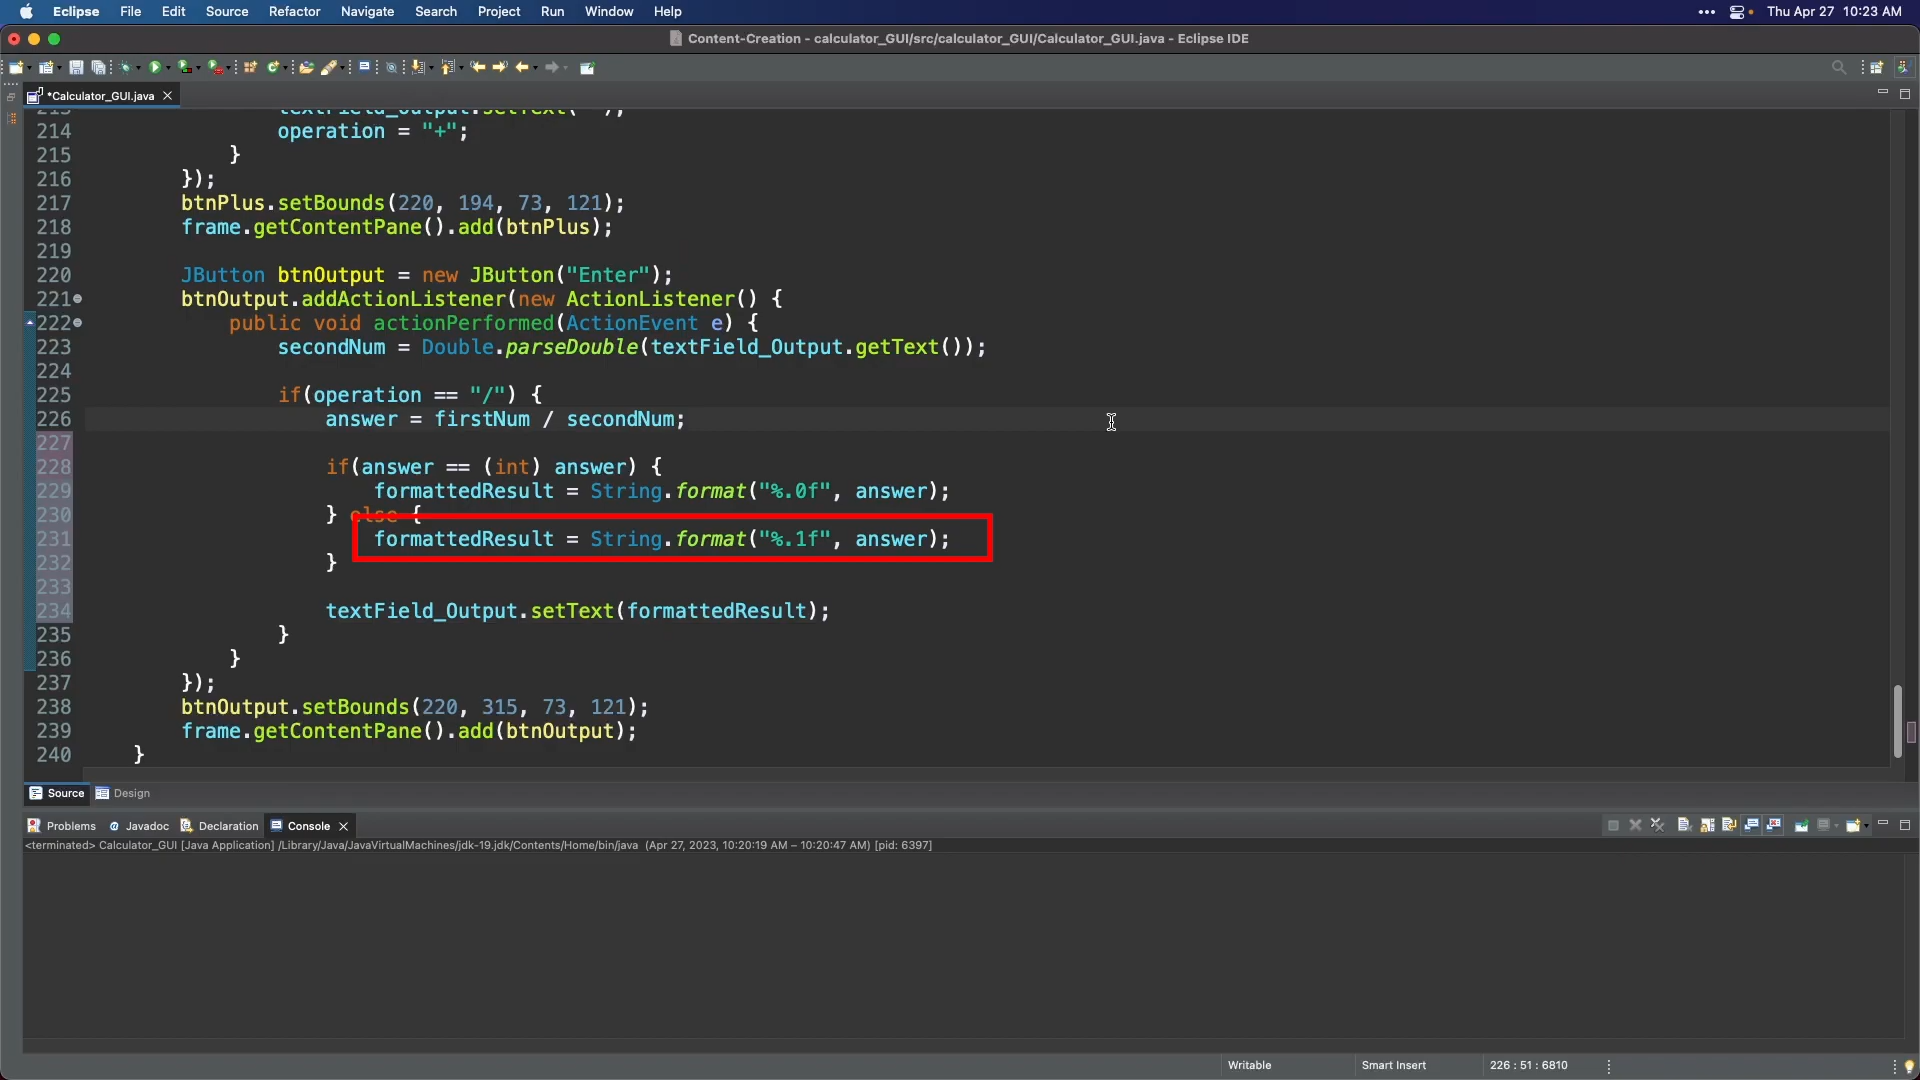 Eclipse File Edit Source Refactor Navigate Search Project Run Window Help Thu Apr 27 10:23 AM
Content-Creation - calculator_GUI/src/calculator_GUI/Calculator_GUI.java - Eclipse IDE
*Calculator_GUI.java
213 textField_Output.setText("");
214 operation = "+";
215 }
216 });
217 btnPlus.setBounds(220, 194, 73, 121);
218 frame.getContentPane().add(btnPlus);
219
220 JButton btnOutput = new JButton("Enter");
221 btnOutput.addActionListener(new ActionListener() {
222 public void actionPerformed(ActionEvent e) {
223 secondNum = Double.parseDouble(textField_Output.getText());
224
225 if(operation == "/") {
226 answer = firstNum / secondNum;
227
228 if(answer == (int) answer) {
229 formattedResult = String.format("%.0f", answer);
230 } else {
231 formattedResult = String.format("%.1f", answer);
232 }
233
234 textField_Output.setText(formattedResult);
235 }
236 }
237 });
238 btnOutput.setBounds(220, 315, 73, 121);
239 frame.getContentPane().add(btnOutput);
240 }
Source Design
Problems Javadoc Declaration Console
<terminated> Calculator_GUI [Java Application] /Library/Java/JavaVirtualMachines/jdk-19.jdk/Contents/Home/bin/java (Apr 27, 2023, 10:20:19 AM – 10:20:47 AM) [pid: 6397]
Writable Smart Insert 226 : 51 : 6810